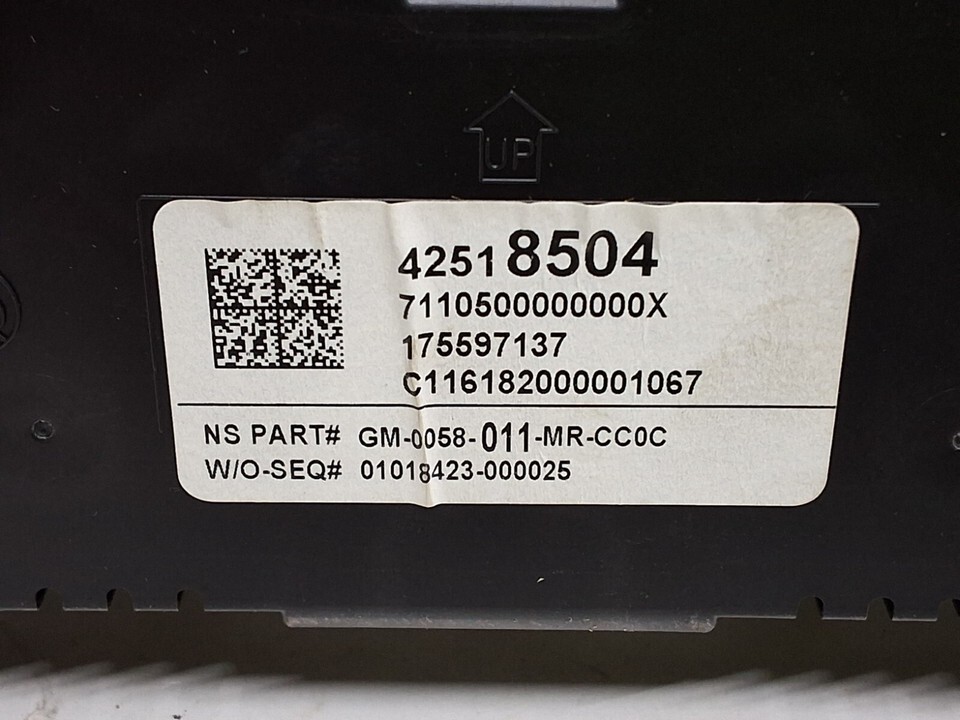 UP
42518504
7110500000000X
175597137
C116182000001067
NS PART# GM-0058-011-MR-CC0C
W/O-SEQ# 01018423-000025